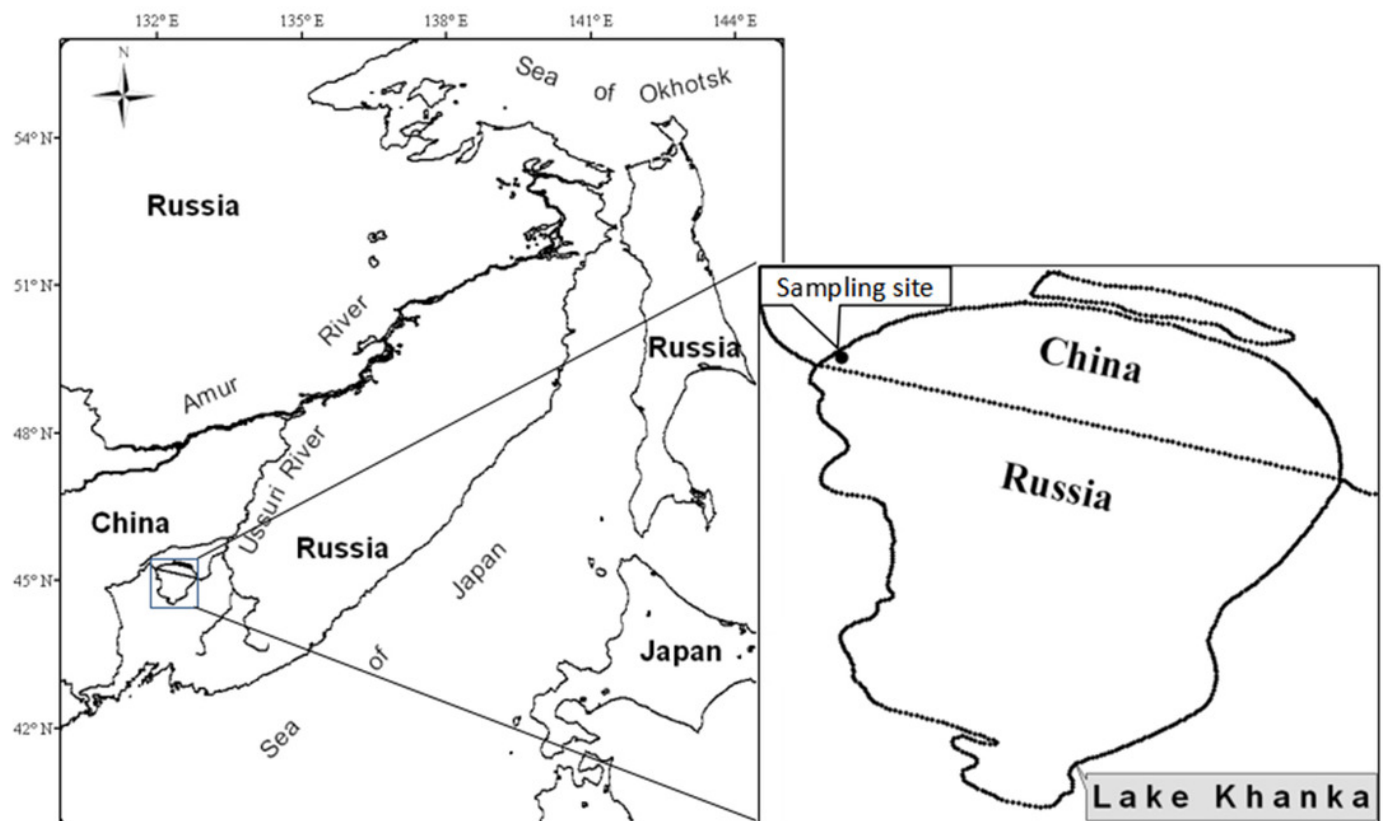 132° E 135° E 138° E 141° E 144° E
N
54° N
51° N
48° N
45° N
42° N
Sea of Okhotsk
Russia
Amur River
Ussuri River
China
Russia
Russia
Sea of Japan
Japan
Sampling site
China
Russia
Lake Khanka